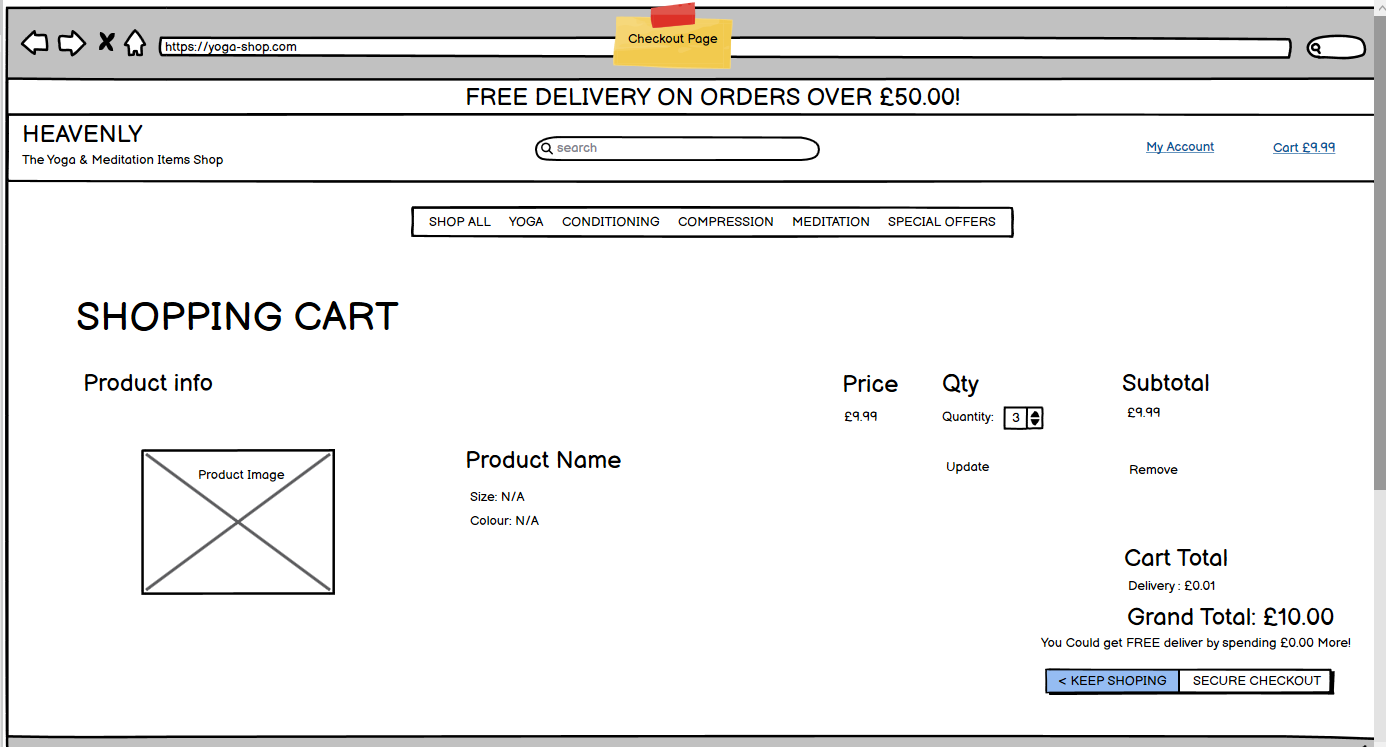 Checkout Page
https://yoga-shop.com
FREE DELIVERY ON ORDERS OVER £50.00!
HEAVENLY
The Yoga & Meditation Items Shop
search
My Account
Cart £9.99
SHOP ALL YOGA CONDITIONING COMPRESSION MEDITATION SPECIAL OFFERS
SHOPPING CART
Product info
Price
Qty
Subtotal
£9.99
Quantity: 3
£9.99
Product Image
Product Name
Size: N/A
Colour: N/A
Update
Remove
Cart Total
Delivery : £0.01
Grand Total: £10.00
You Could get FREE deliver by spending £0.00 More!
< KEEP SHOPING
SECURE CHECKOUT